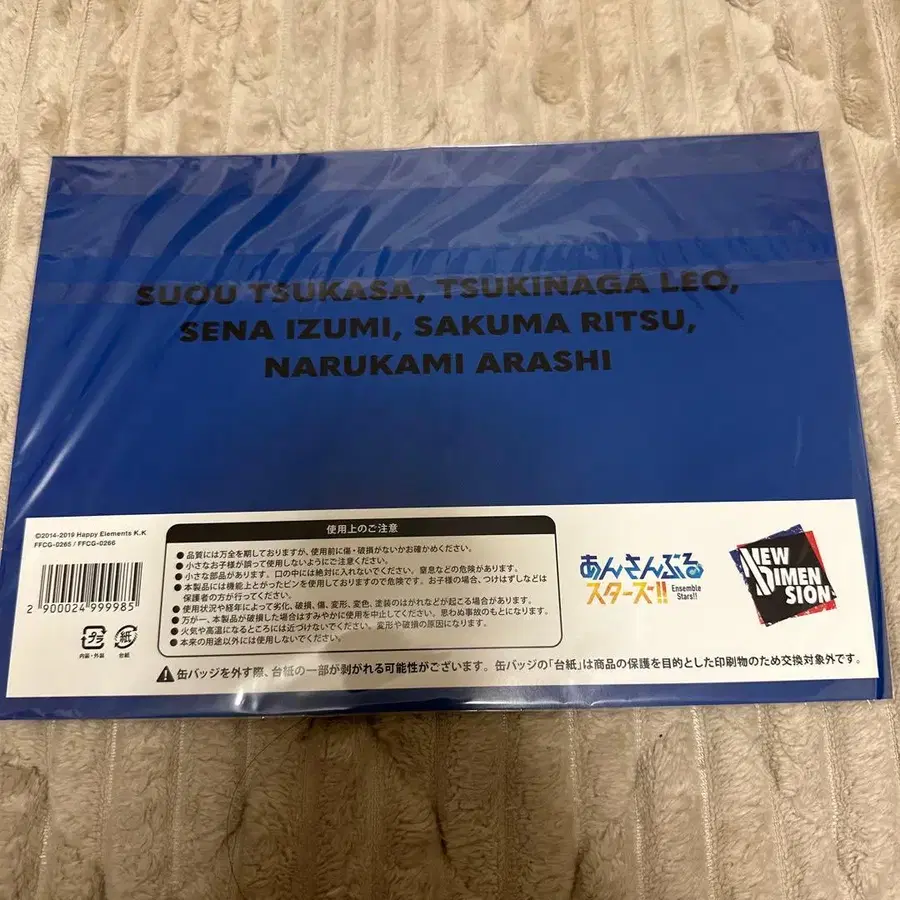 SUOU TSUKASA, TSUKINAGA LEO,
SENA IZUMI, SAKUMA RITSU,
NARUKAMI ARASHI
©2014-2019 Happy Elements K.K
FFCG-0265 / FFCG-0266
2 900024 999985
プラ
内装・外装
紙
台紙
使用上のご注意
● 品質には万全を期しておりますが、使用前に傷・破損がないかお確かめください。
● 小さなお子様が誤って使用しないようにご注意ください。
● 小さな部品があります。口の中には絶対に入れないでください。窒息などの危険があります。
● 本製品には機能上とがったピンを使用しておりますので危険です。お子様の場合、つけはずしなどは
保護者の方が行ってください。
● 使用状況や経年によって劣化、破損、傷、変形、変色、塗装のはがれなどが起こる場合があります。
● 万が一、本製品が破損した場合はすみやかに使用を中止してください。思わぬ事故のもとになります。
● 火気や高温になるところには近づけないでください。変形や破損の原因になります。
● 本来の用途以外には使用しないでください。
あんさんぶる
スターズ!!
Ensemble
Stars!!
NEW
DIMEN
SION
缶バッジを外す際、台紙の一部が剥がれる可能性がございます。缶バッジの「台紙」は商品の保護を目的とした印刷物のため交換対象外です。